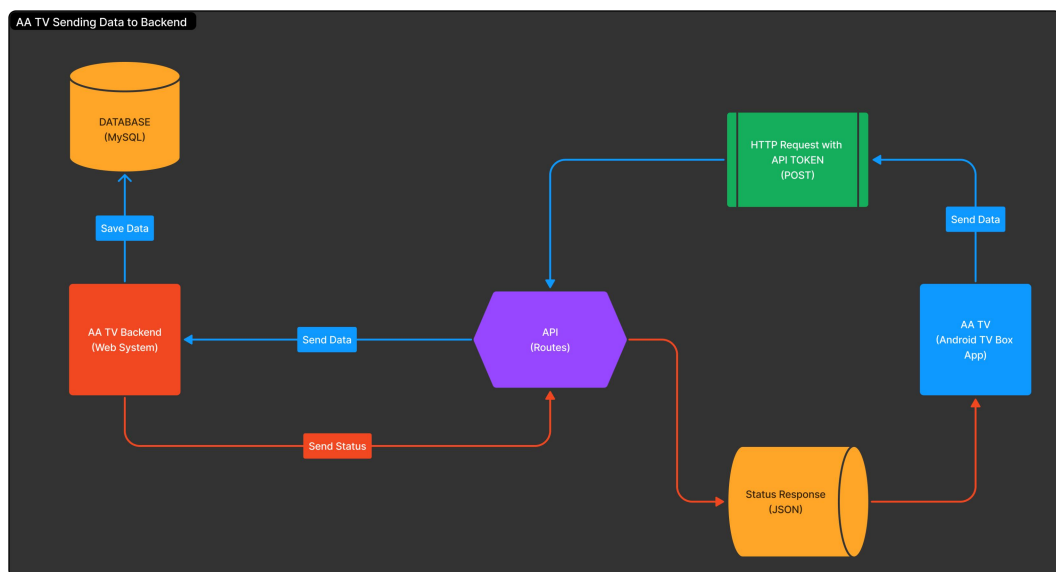 AA TV Sending Data to Backend
DATABASE
(MySQL)
HTTP Request with
API TOKEN
(POST)
Save Data
Send Data
AA TV Backend
(Web System)
Send Data
API
(Routes)
AA TV
(Android TV Box
App)
Send Status
Status Response
(JSON)